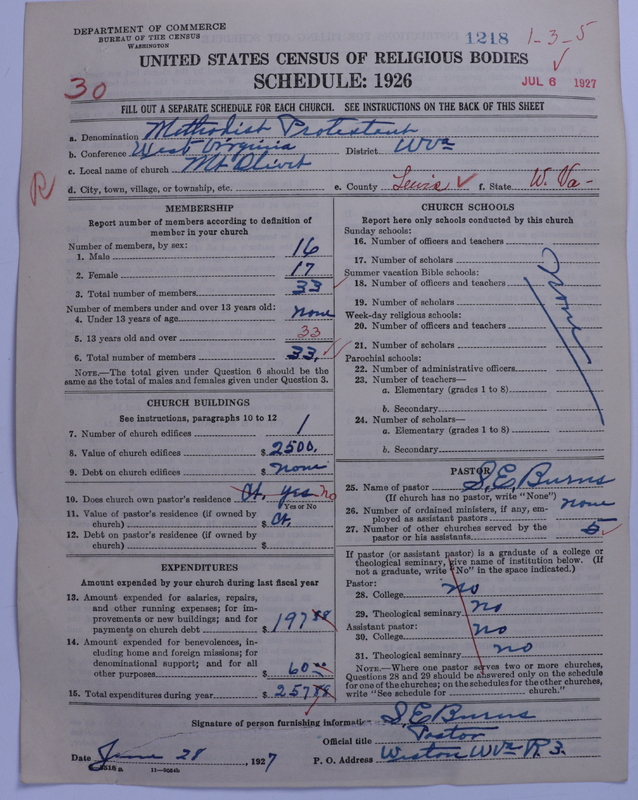 DEPARTMENT OF COMMERCE
BUREAU OF THE CENSUS
WASHINGTON
1218 1-3-5
UNITED STATES CENSUS OF RELIGIOUS BODIES
SCHEDULE: 1926
30
JUL 6 1927
FILL OUT A SEPARATE SCHEDULE FOR EACH CHURCH. SEE INSTRUCTIONS ON THE BACK OF THIS SHEET
a. Denomination Methodist Protestant
b. Conference West Virginia District WVa
c. Local name of church Mt Olivet
R
d. City, town, village, or township, etc. e. County Lewis f. State W. Va-
MEMBERSHIP
Report number of members according to definition of
member in your church
Number of members, by sex:
1. Male 16
2. Female 17
3. Total number of members 33
Number of members under and over 13 years old:
4. Under 13 years of age none
5. 13 years old and over 33
6. Total number of members 33
NOTE.—The total given under Question 6 should be the
same as the total of males and females given under Question 3.
CHURCH BUILDINGS
See instructions, paragraphs 10 to 12
7. Number of church edifices 1
8. Value of church edifices $ 2500.
9. Debt on church edifices $ none
10. Does church own pastor's residence yes no
Yes or No
11. Value of pastor's residence (if owned by
church) $
12. Debt on pastor's residence (if owned by
church) $
EXPENDITURES
Amount expended by your church during last fiscal year
13. Amount expended for salaries, repairs,
and other running expenses; for im-
provements or new buildings; and for
payments on church debt $ 197 88
14. Amount expended for benevolences, in-
cluding home and foreign missions; for
denominational support; and for all
other purposes $ 60 00
15. Total expenditures during year $ 257 88
CHURCH SCHOOLS
Report here only schools conducted by this church
Sunday schools:
16. Number of officers and teachers
17. Number of scholars
Summer vacation Bible schools:
18. Number of officers and teachers
19. Number of scholars
Week-day religious schools:
20. Number of officers and teachers
21. Number of scholars
Parochial schools:
22. Number of administrative officers
23. Number of teachers—
a. Elementary (grades 1 to 8)
b. Secondary
24. Number of scholars—
a. Elementary (grades 1 to 8)
b. Secondary
none
PASTOR
25. Name of pastor S. E. Burns
(If church has no pastor, write "None")
26. Number of ordained ministers, if any, em-
ployed as assistant pastors none
27. Number of other churches served by the
pastor or his assistants 5
If pastor (or assistant pastor) is a graduate of a college or
theological seminary, give name of institution below. (If
not a graduate, write "No" in the space indicated.)
Pastor:
28. College no
29. Theological seminary no
Assistant pastor:
30. College no
31. Theological seminary no
NOTE.—Where one pastor serves two or more churches,
Questions 28 and 29 should be answered only on the schedule
for one of the churches; on the schedules for the other churches,
write "See schedule for church."
Signature of person furnishing information S. E. Burns
Official title Pastor
Date June 28, 1927 P. O. Address Weston WVa R 3.